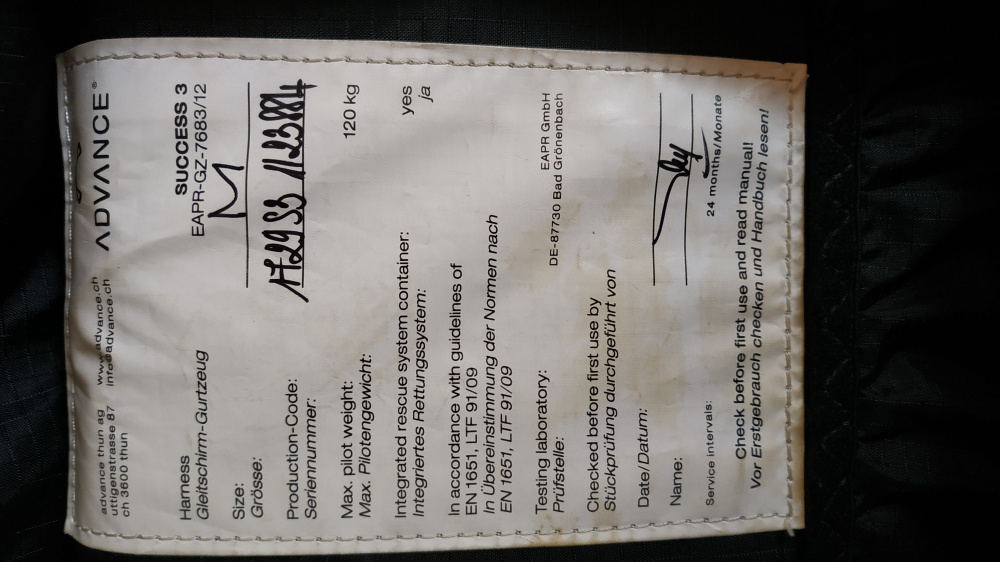 advance thun ag www.advance.ch ADVANCE®
uttigenstrasse 87 info@advance.ch
ch 3600 thun
Harness SUCCESS 3
Gleitschirm-Gurtzeug EAPR-GZ-7683/12
Size: M
Grösse:
Production-Code:
Seriennummer:
Max. pilot weight: 120 kg
Max. Pilotengewicht:
Integrated rescue system container: yes
Integriertes Rettungssystem: ja
In accordance with guidelines of
EN 1651, LTF 91/09
In Übereinstimmung der Normen nach
EN 1651, LTF 91/09
Testing laboratory: EAPR GmbH
Prüfstelle: DE-87730 Bad Grönenbach
Checked before first use by
Stückprüfung durchgeführt von
Date/Datum:
Name:
Service intervals: 24 months/Monate
Check before first use and read manual!
Vor Erstgebrauch checken und Handbuch lesen!